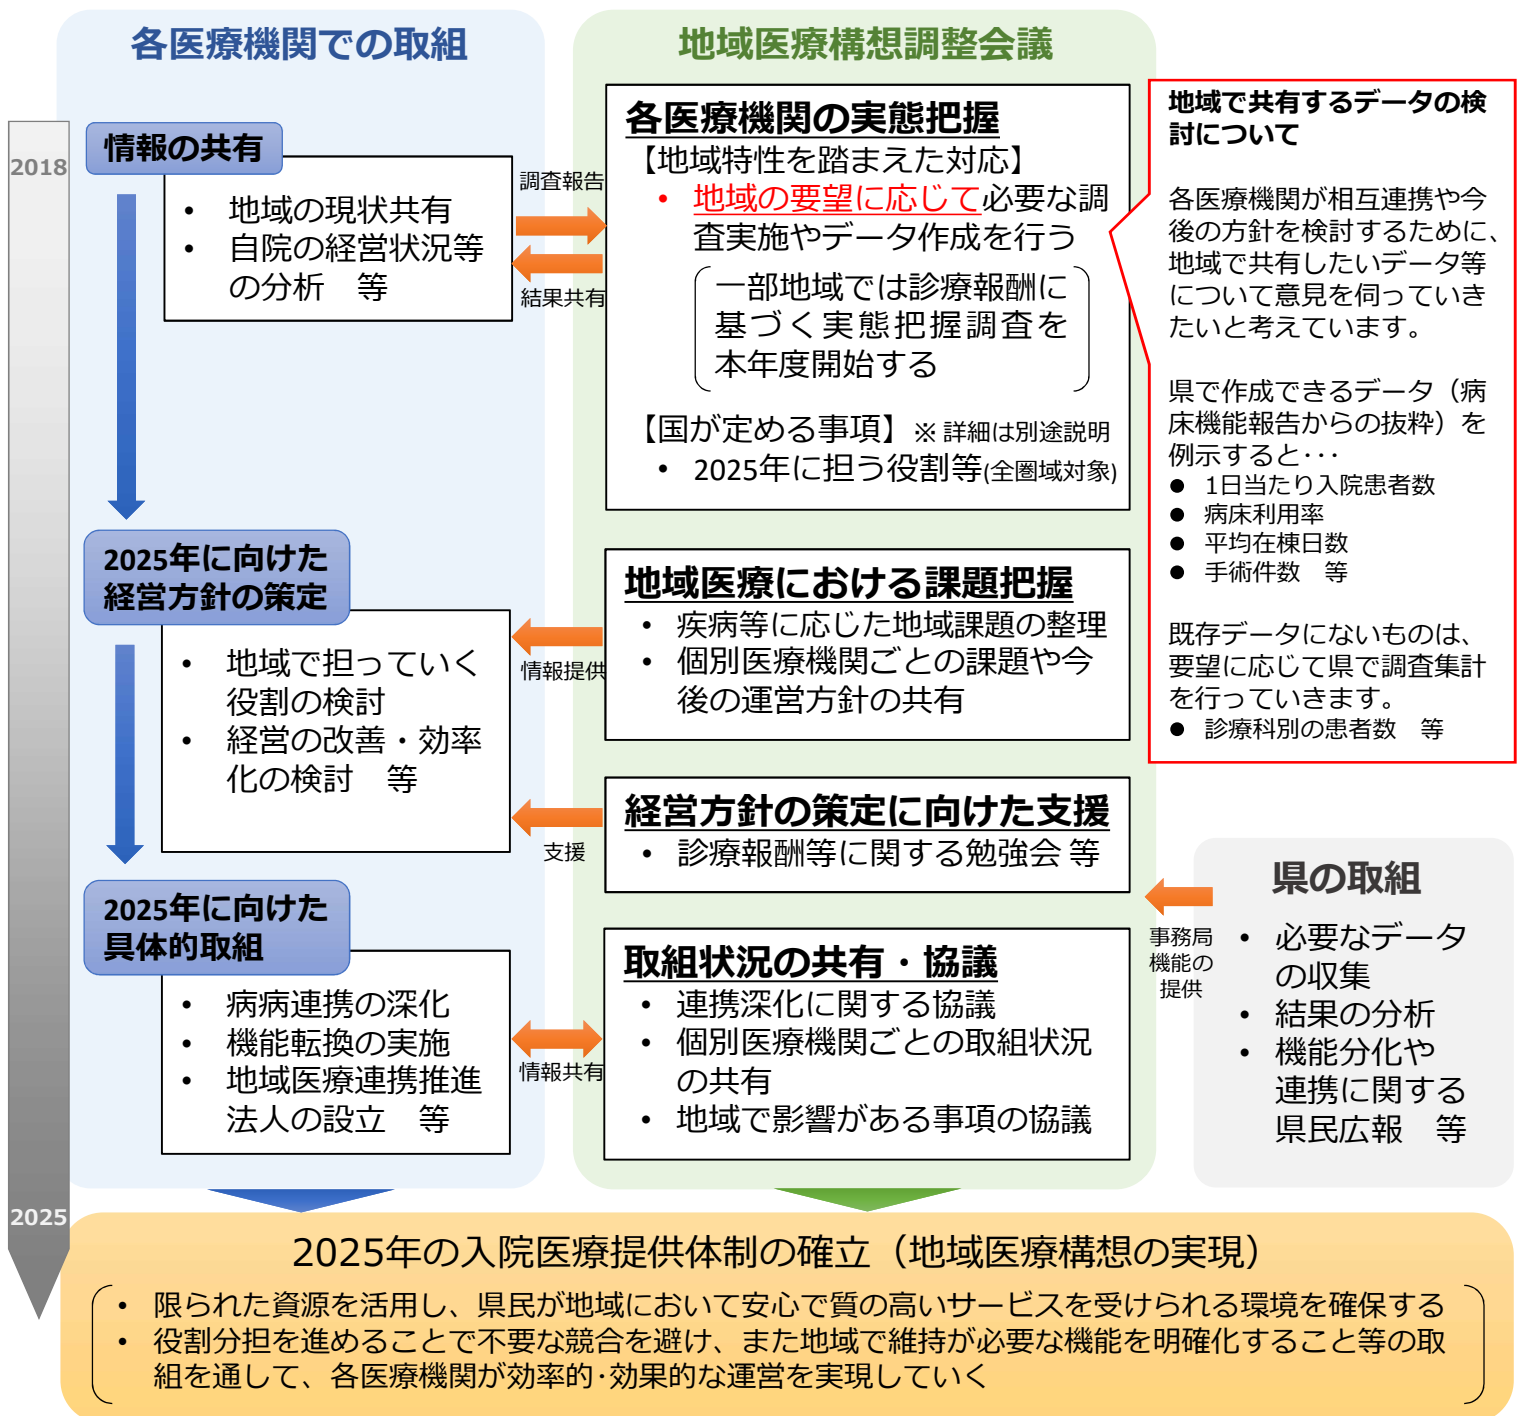 各医療機関での取組
2018
2025
情報の共有
• 地域の現状共有
• 自院の経営状況等
の分析　等
2025年に向けた
経営方針の策定
• 地域で担っていく
役割の検討
• 経営の改善・効率
化の検討　等
2025年に向けた
具体的取組
• 病病連携の深化
• 機能転換の実施
• 地域医療連携推進
法人の設立　等
調査報告
結果共有
情報提供
支援
情報共有
地域医療構想調整会議
各医療機関の実態把握
【地域特性を踏まえた対応】
• 地域の要望に応じて必要な調
査実施やデータ作成を行う
一部地域では診療報酬に
基づく実態把握調査を
本年度開始する
【国が定める事項】※ 詳細は別途説明
• 2025年に担う役割等(全圏域対象)
地域医療における課題把握
• 疾病等に応じた地域課題の整理
• 個別医療機関ごとの課題や今
後の運営方針の共有
経営方針の策定に向けた支援
• 診療報酬等に関する勉強会 等
取組状況の共有・協議
• 連携深化に関する協議
• 個別医療機関ごとの取組状況
の共有
• 地域で影響がある事項の協議
地域で共有するデータの検
討について
各医療機関が相互連携や今
後の方針を検討するために、
地域で共有したいデータ等
について意見を伺っていき
たいと考えています。
県で作成できるデータ（病
床機能報告からの抜粋）を
例示すると･･･
● 1日当たり入院患者数
● 病床利用率
● 平均在棟日数
● 手術件数　等
既存データにないものは、
要望に応じて県で調査集計
を行っていきます。
● 診療科別の患者数　等
事務局
機能の
提供
県の取組
• 必要なデータ
の収集
• 結果の分析
• 機能分化や
連携に関する
県民広報　等
2025年の入院医療提供体制の確立（地域医療構想の実現）
• 限られた資源を活用し、県民が地域において安心で質の高いサービスを受けられる環境を確保する
• 役割分担を進めることで不要な競合を避け、また地域で維持が必要な機能を明確化すること等の取
組を通して、各医療機関が効率的･効果的な運営を実現していく